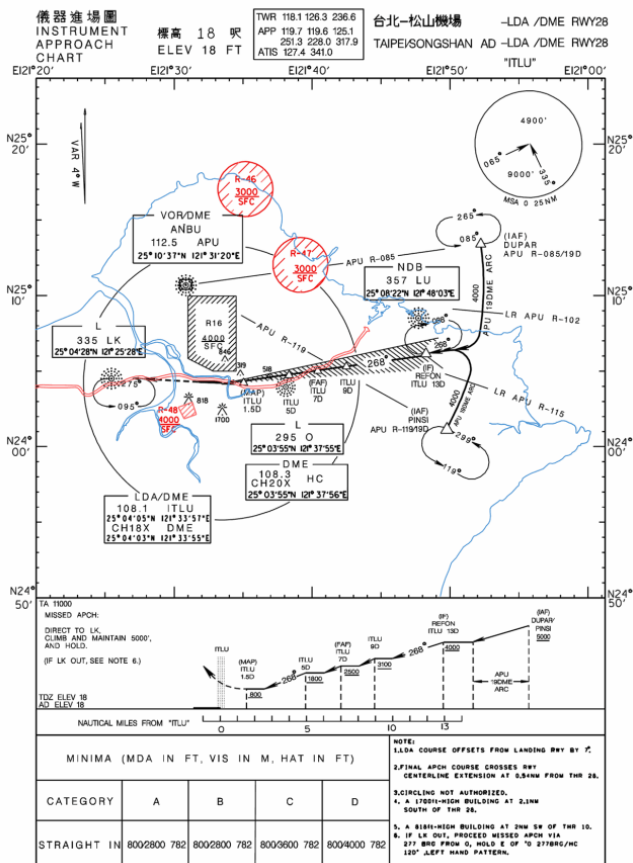 儀器進場圖
INSTRUMENT
APPROACH
CHART
標高 18 呎
ELEV 18 FT
TWR 118.1 126.3 236.6
APP 119.7 119.6 125.1
251.3 228.0 317.9
ATIS 127.4 341.0
台北-松山機場 -LDA /DME RWY28
TAIPEI/SONGSHAN AD -LDA /DME RWY28
"ITLU"
E121°20' E121°30' E121°40' E121°50' E122°00'
N25°20'
N25°20'
VAR 4°W
4900'
065°
9000'
335°
MSA 0 25NM
R-46
3000
SFC
VOR/DME
ANBU
112.5 APU
25°10'37"N 121°31'20"E
R-47
3000
SFC
265°
085°
(IAF)
DUPAR
APU R-085/19D
APU R-085
N25°10'
N25°10'
NDB
357 LU
25°08'22"N 121°48'03"E
4000
APU 19DME ARC
LR APU R-102
R16
4000
SFC
846
APU R-119
L
335 LK
25°04'28"N 121°25'28"E
319
518
268°
268°
275°
095°
(MAP)
ITLU
1.5D
ITLU
5D
(FAF)
ITLU
7D
ITLU
9D
(IF)
REFON
ITLU 13D
LR APU R-115
4000
APU 19DME ARC
R-48
4000
SFC
818
1700
(IAF)
PINSI
APU R-119/19D
299°
119°
N25°00'
N25°00'
L
295 O
25°03'55"N 121°37'55"E
DME
108.3 HC
CH20X
25°03'55"N 121°37'56"E
LDA/DME
108.1 ITLU
25°04'05"N 121°33'57"E
CH18X DME
25°04'03"N 121°33'55"E
N24°50'
N24°50'
TA 11000
MISSED APCH:
DIRECT TO LK,
CLIMB AND MAINTAIN 5000',
AND HOLD.
(IF LK OUT, SEE NOTE 6.)
TDZ ELEV 18
AD ELEV 18
ITLU
(MAP)
ITLU
1.5D
800
268°
ITLU
5D
1800
(FAF)
ITLU
7D
2500
ITLU
9D
3100
268°
(IF)
REFON
ITLU 13D
4000
(IAF)
DUPAR/
PINSI
5000
APU
19DME
ARC
NAUTICAL MILES FROM "ITLU" 0 5 10 13
MINIMA (MDA IN FT, VIS IN M, HAT IN FT)
CATEGORY A B C D
STRAIGHT IN 800/2800 782 800/2800 782 800/3600 782 800/4000 782
NOTE:
1.LDA COURSE OFFSETS FROM LANDING RWY BY 7°.
2.FINAL APCH COURSE CROSSES RWY
CENTERLINE EXTENSION AT 0.54NM FROM THR 28.
3.CIRCLING NOT AUTHORIZED.
4. A 1700ft-HIGH BUILDING AT 2.2NM
SOUTH OF THR 28.
5. A 818ft-HIGH BUILDING AT 2NM SW OF THR 10.
6. IF LK OUT, PROCEED MISSED APCH VIA
277 BRG FROM O, HOLD E OF "O 277BRG/HC
120" ,LEFT HAND PATTERN.